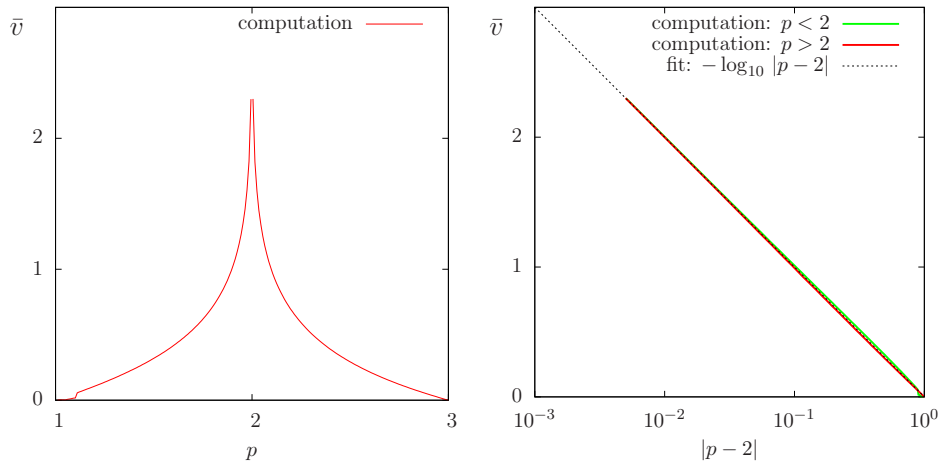 v̄
computation
2
1
0
1
2
3
p
v̄
computation: p < 2
computation: p > 2
fit: − log₁₀ |p − 2|
2
1
0
10⁻³
10⁻²
10⁻¹
10⁰
|p − 2|